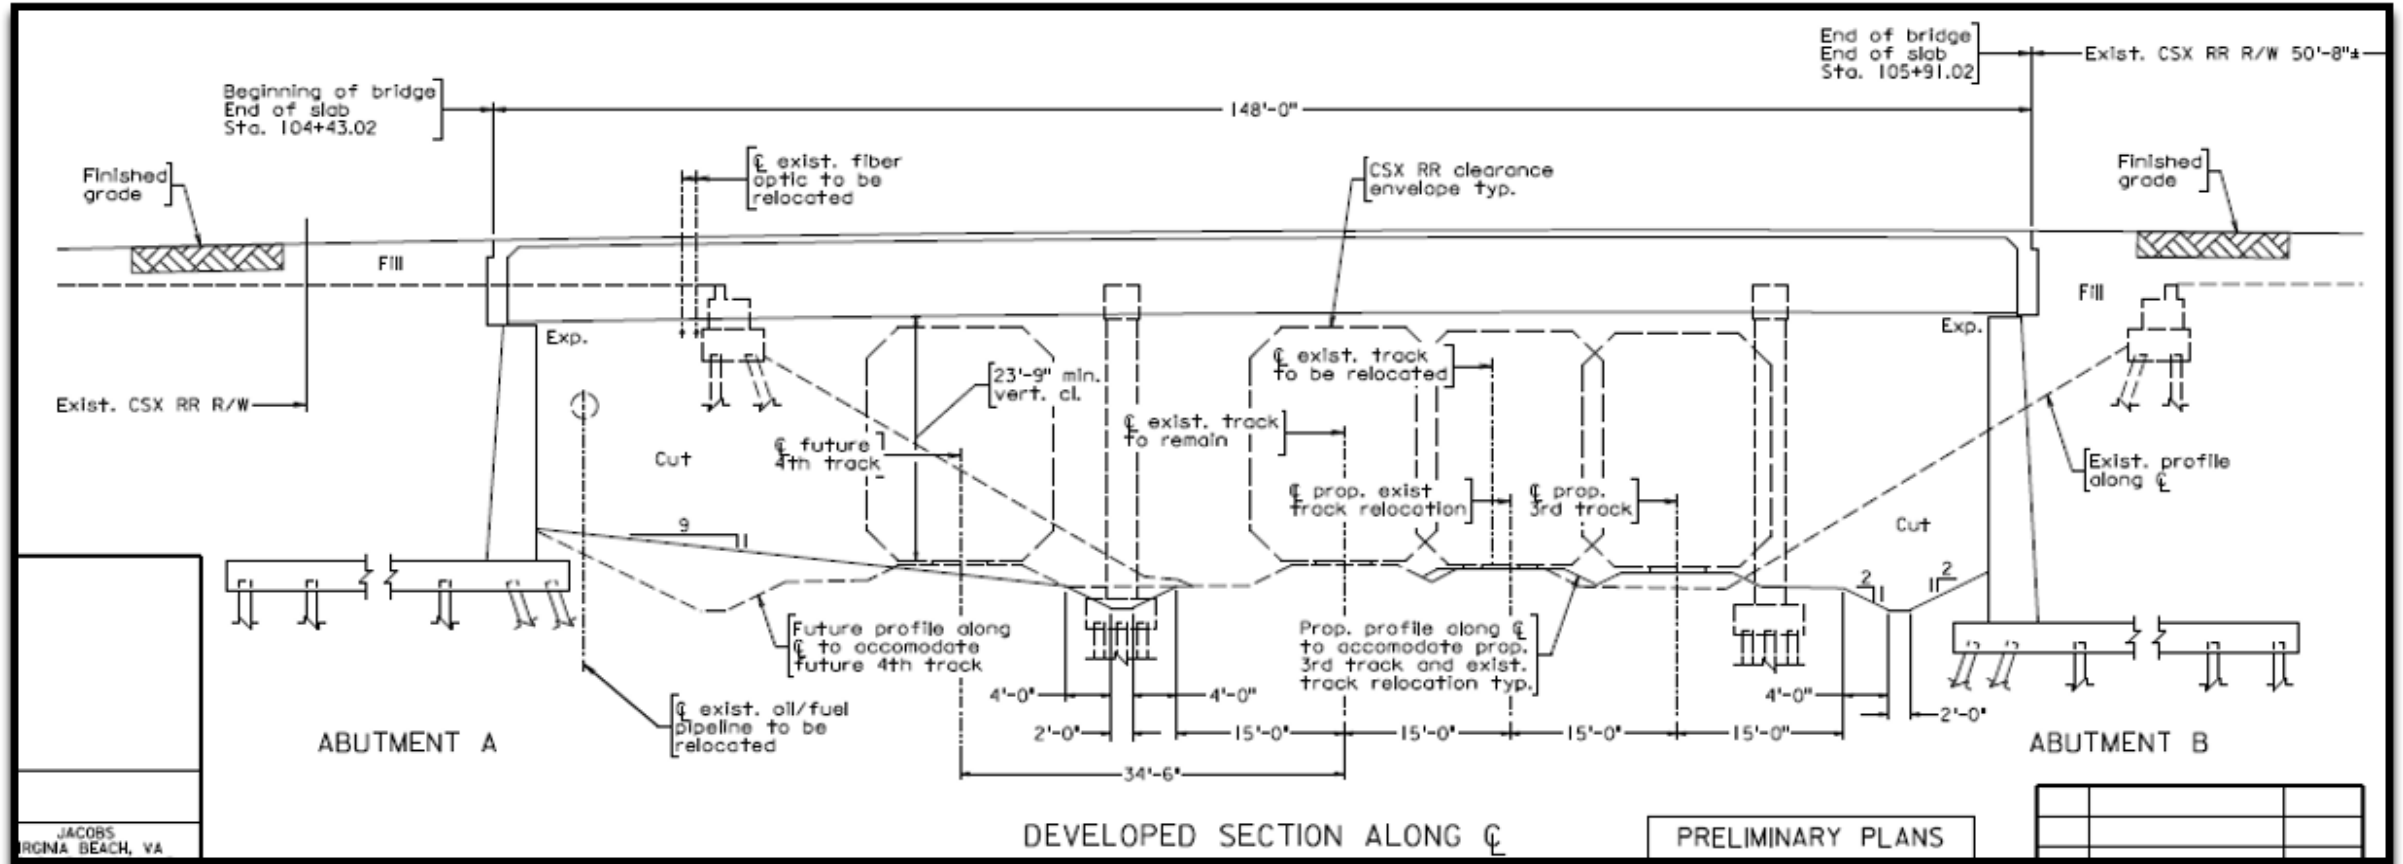 End of bridge
End of slab
Sta. 105+91.02
Exist. CSX RR R/W 50'-8"±
Beginning of bridge
End of slab
Sta. 104+43.02
148'-0"
Finished
grade
℄ exist. fiber
optic to be
relocated
CSX RR clearance
envelope typ.
Finished
grade
Fill
Fill
Exp.
Exp.
23'-9" min.
vert. cl.
℄ exist. track
to be relocated
Exist. CSX RR R/W
℄ exist. track
to remain
℄ future
4th track
Cut
Exist. profile
along ℄
℄ prop. exist
track relocation
℄ prop.
3rd track
Cut
9
1
2
1
2
1
Future profile along
℄ to accomodate
future 4th track
Prop. profile along ℄
to accomodate prop.
3rd track and exist.
track relocation typ.
4'-0"
4'-0"
4'-0"
2'-0"
℄ exist. oil/fuel
pipeline to be
relocated
2'-0"
15'-0"
15'-0"
15'-0"
15'-0"
ABUTMENT A
ABUTMENT B
34'-6"
JACOBS
IRGINIA BEACH, VA
DEVELOPED SECTION ALONG ℄
PRELIMINARY PLANS